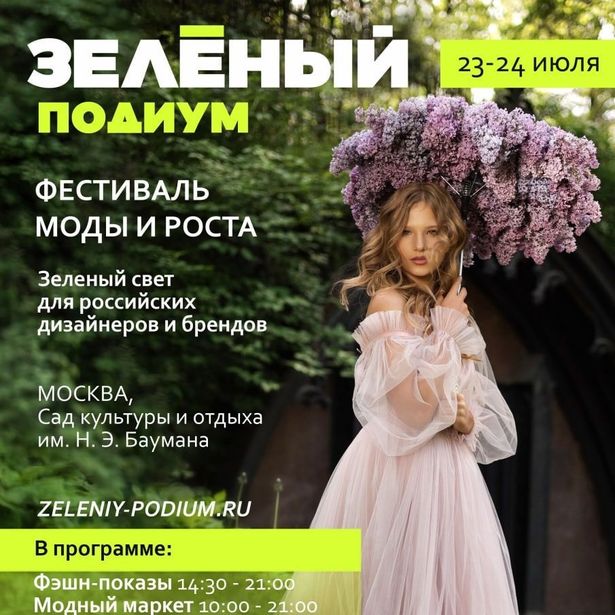 ЗЕЛЁНЫЙ
ПОДИУМ
23-24 ИЮЛЯ
ФЕСТИВАЛЬ
МОДЫ И РОСТА
Зеленый свет
для российских
дизайнеров и брендов
МОСКВА,
Сад культуры и отдыха
им. Н. Э. Баумана
ZELENIY-PODIUM.RU
В программе:
Фэшн-показы 14:30 - 21:00
Модный маркет 10:00 - 21:00